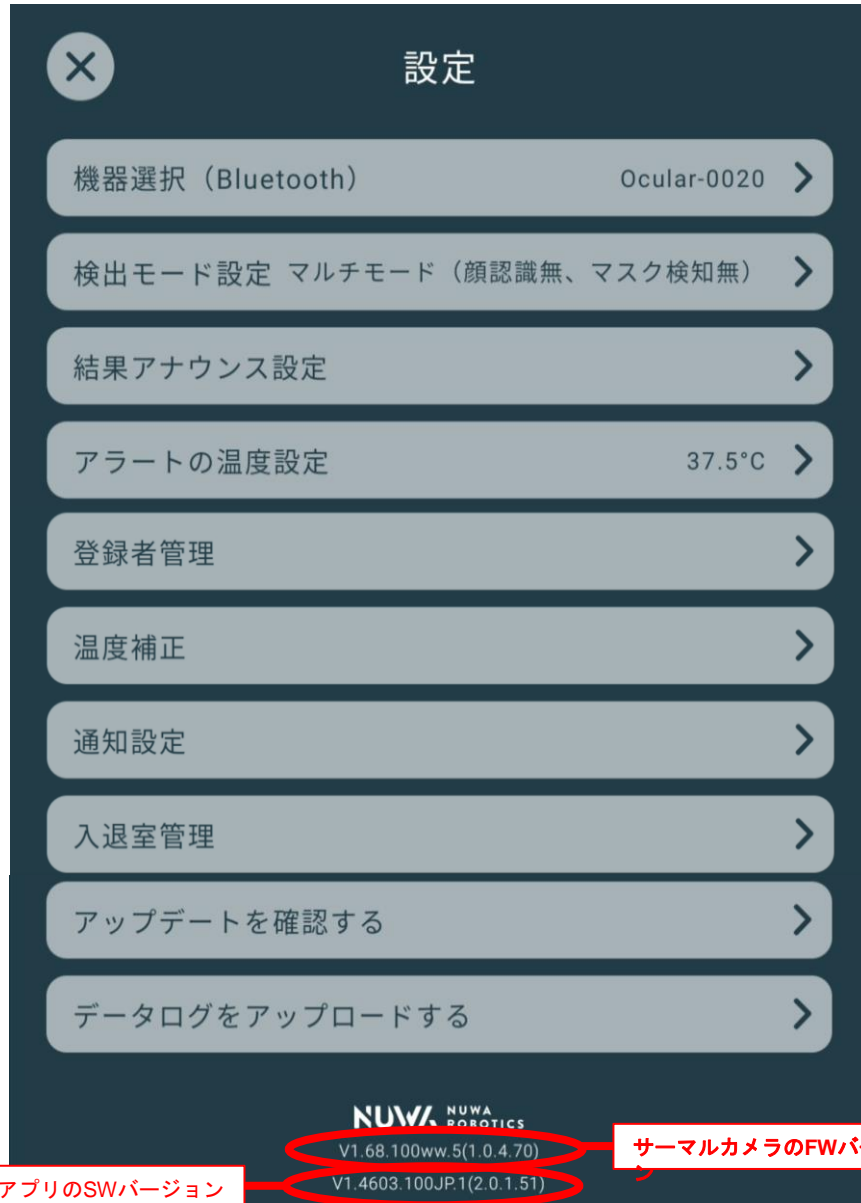 設定
機器選択（Bluetooth） Ocular-0020
検出モード設定 マルチモード（顔認識無、マスク検知無）
結果アナウンス設定
アラートの温度設定 37.5°C
登録者管理
温度補正
通知設定
入退室管理
アップデートを確認する
データログをアップロードする
NUWA NUWA
ROBOTICS
V1.68.100ww.5(1.0.4.70)
サーマルカメラのFWバー
ン
V1.4603.100JP.1(2.0.1.51)
アプリのSWバージョン